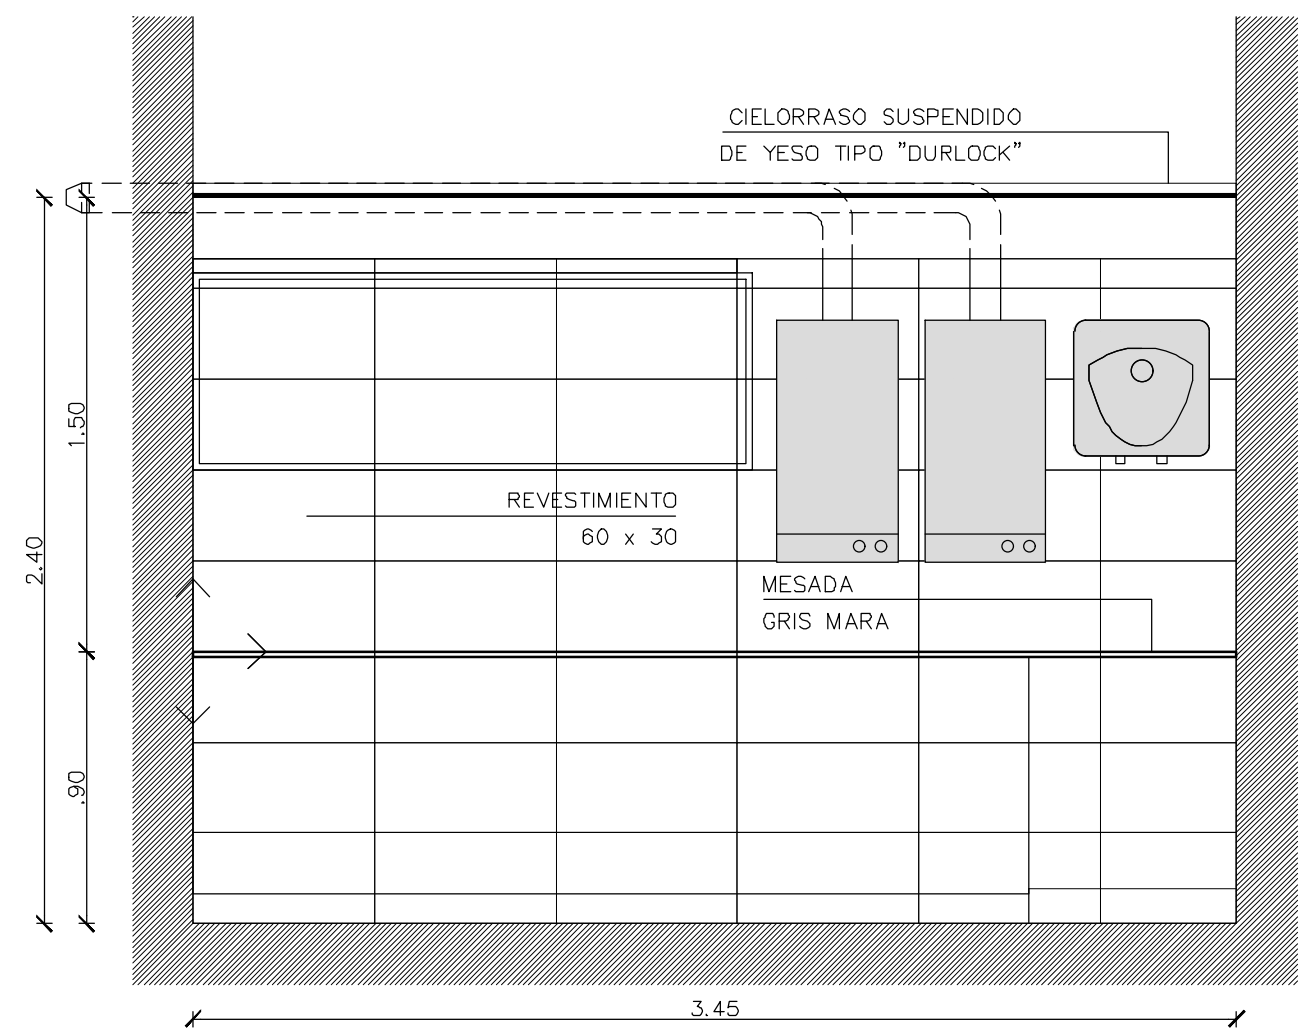 CIELORRASO SUSPENDIDO
DE YESO TIPO "DURLOCK"
1.50
REVESTIMIENTO
60 x 30
2.40
MESADA
GRIS MARA
.90
3.45